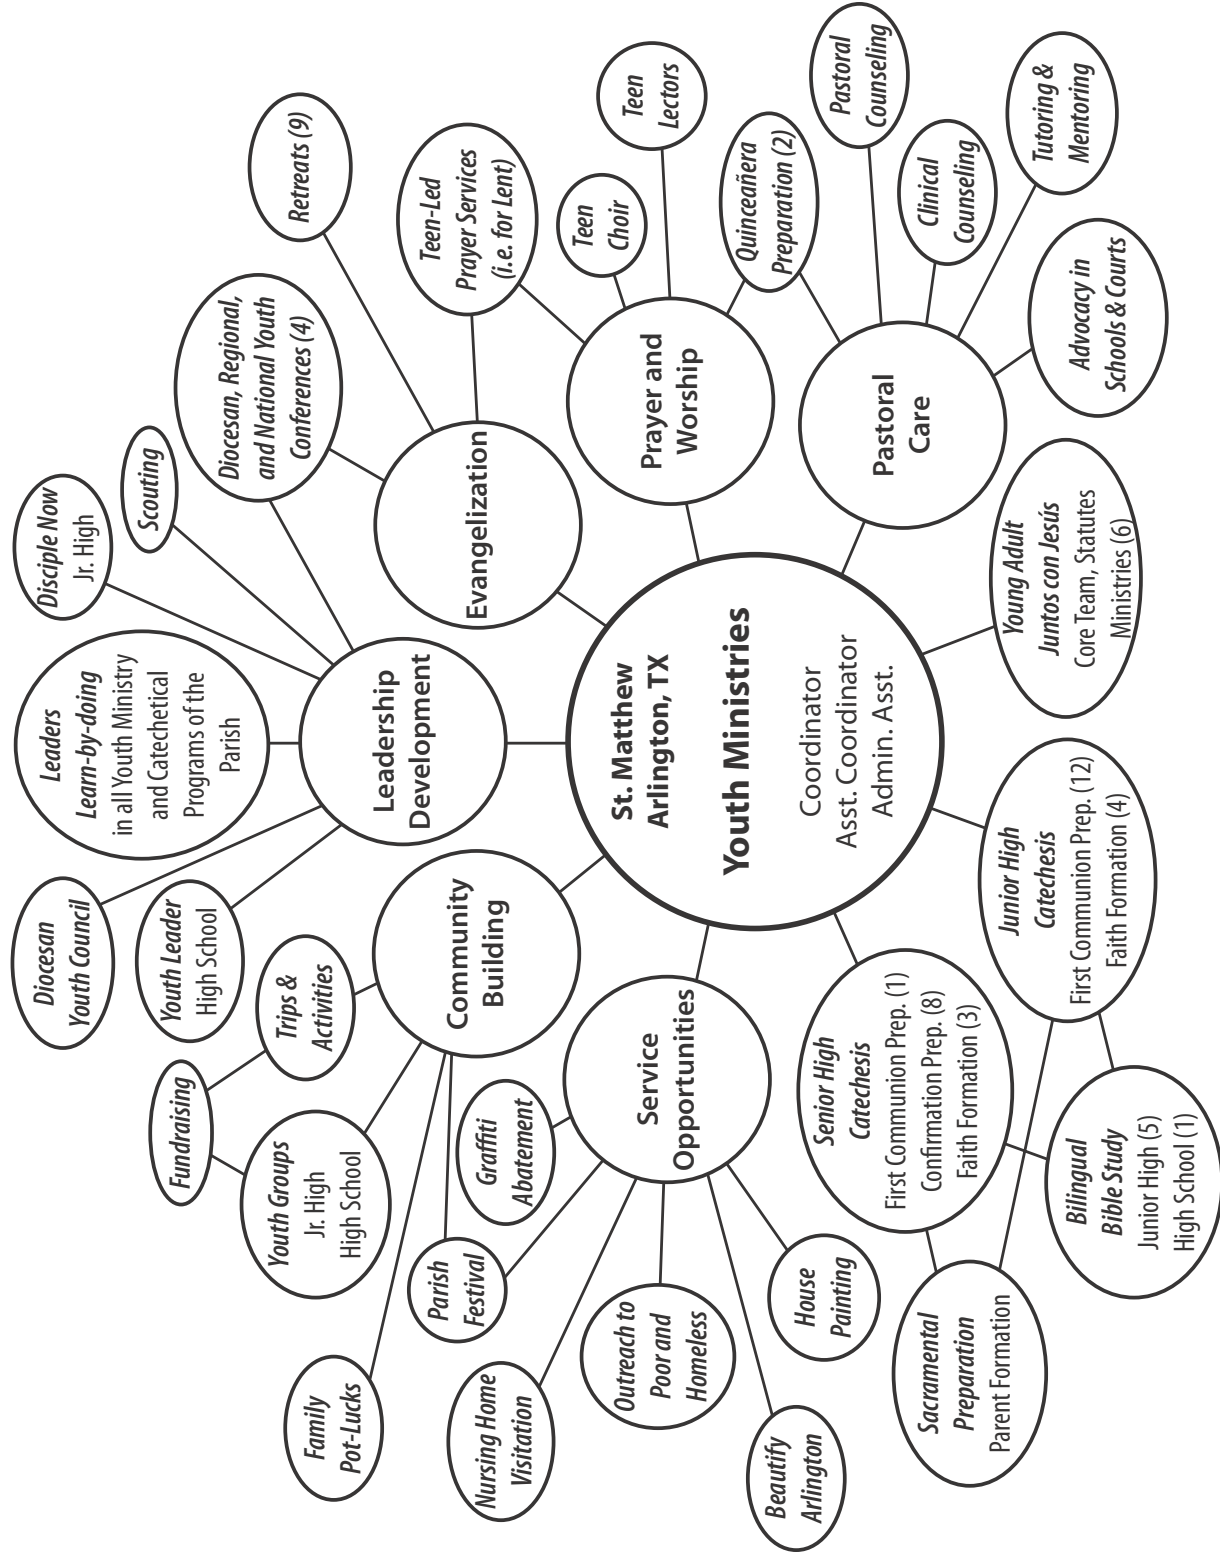 St. Matthew
Arlington, TX
Youth Ministries
Coordinator
Asst. Coordinator
Admin. Asst.
Leadership
Development
Diocesan
Youth Council
Youth Leader
High School
Leaders
Learn-by-doing
in all Youth Ministry
and Catechetical
Programs of the
Parish
Disciple Now
Jr. High
Scouting
Diocesan, Regional,
and National Youth
Conferences (4)
Evangelization
Retreats (9)
Teen-Led
Prayer Services
(i.e. for Lent)
Prayer and
Worship
Teen
Choir
Teen
Lectors
Quinceañera
Preparation (2)
Pastoral
Care
Pastoral
Counseling
Clinical
Counseling
Tutoring &
Mentoring
Advocacy in
Schools & Courts
Young Adult
Juntos con Jesús
Core Team, Statutes
Ministries (6)
Junior High
Catechesis
First Communion Prep. (12)
Faith Formation (4)
Senior High
Catechesis
First Communion Prep. (1)
Confirmation Prep. (8)
Faith Formation (3)
Bilingual
Bible Study
Junior High (5)
High School (1)
Sacramental
Preparation
Parent Formation
Service
Opportunities
House
Painting
Beautify
Arlington
Outreach to
Poor and
Homeless
Nursing Home
Visitation
Parish
Festival
Graffiti
Abatement
Community
Building
Family
Pot-Lucks
Youth Groups
Jr. High
High School
Fundraising
Trips &
Activities